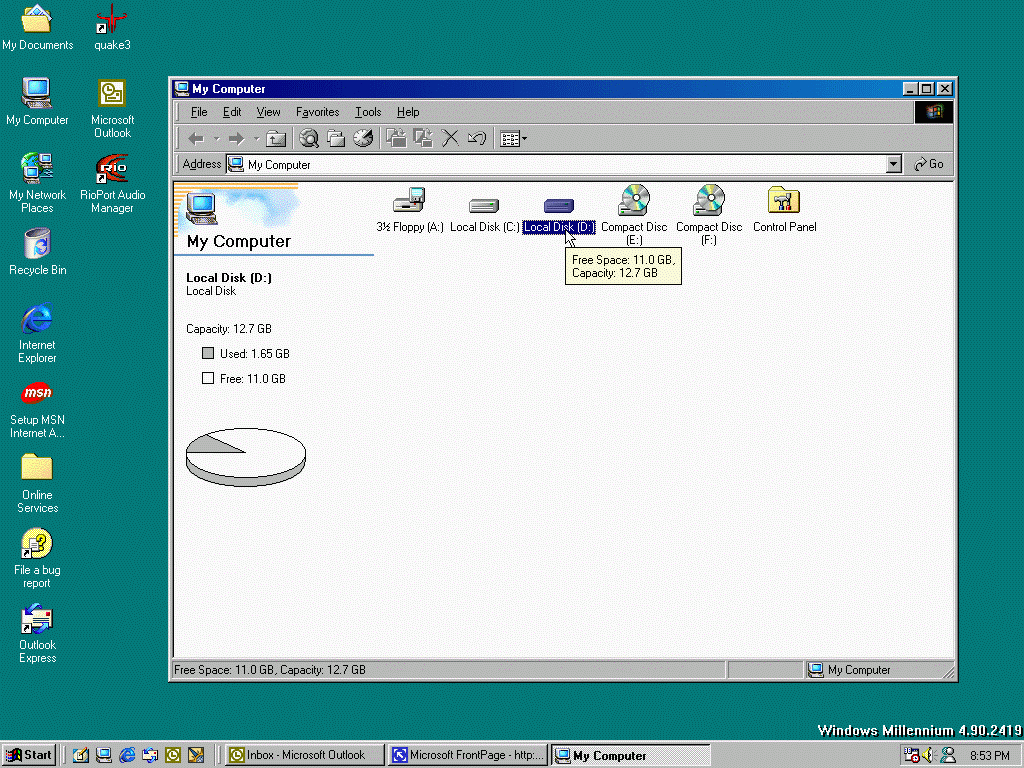 My Documents
quake3
My Computer
Microsoft
Outlook
My Network
Places
Rio
RioPort Audio
Manager
Recycle Bin
Internet
Explorer
msn
Setup MSN
Internet A...
Online
Services
File a bug
report
Outlook
Express
My Computer
File Edit View Favorites Tools Help
Address My Computer Go
My Computer
3½ Floppy (A:) Local Disk (C:) Local Disk (D:) Compact Disc
(E:) Compact Disc
(F:) Control Panel
Free Space: 11.0 GB,
Capacity: 12.7 GB
Local Disk (D:)
Local Disk
Capacity: 12.7 GB
Used: 1.65 GB
Free: 11.0 GB
Free Space: 11.0 GB, Capacity: 12.7 GB My Computer
Windows Millennium 4.90.2419
Start Inbox - Microsoft Outlook Microsoft FrontPage - http:... My Computer 8:53 PM